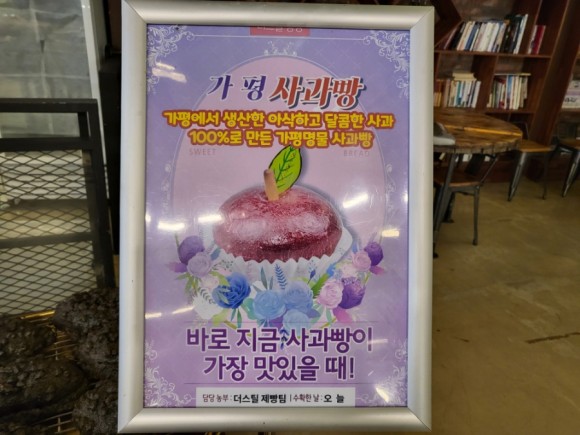 가평 사과빵
가평에서 생산한 아삭하고 달콤한 사과
100%로 만든 가평명물 사과빵
SWEET BREAD
바로 지금 사과빵이
가장 맛있을 때!
담당 농부 : 더스틸 제빵팀 | 수확한 날 : 오 늘